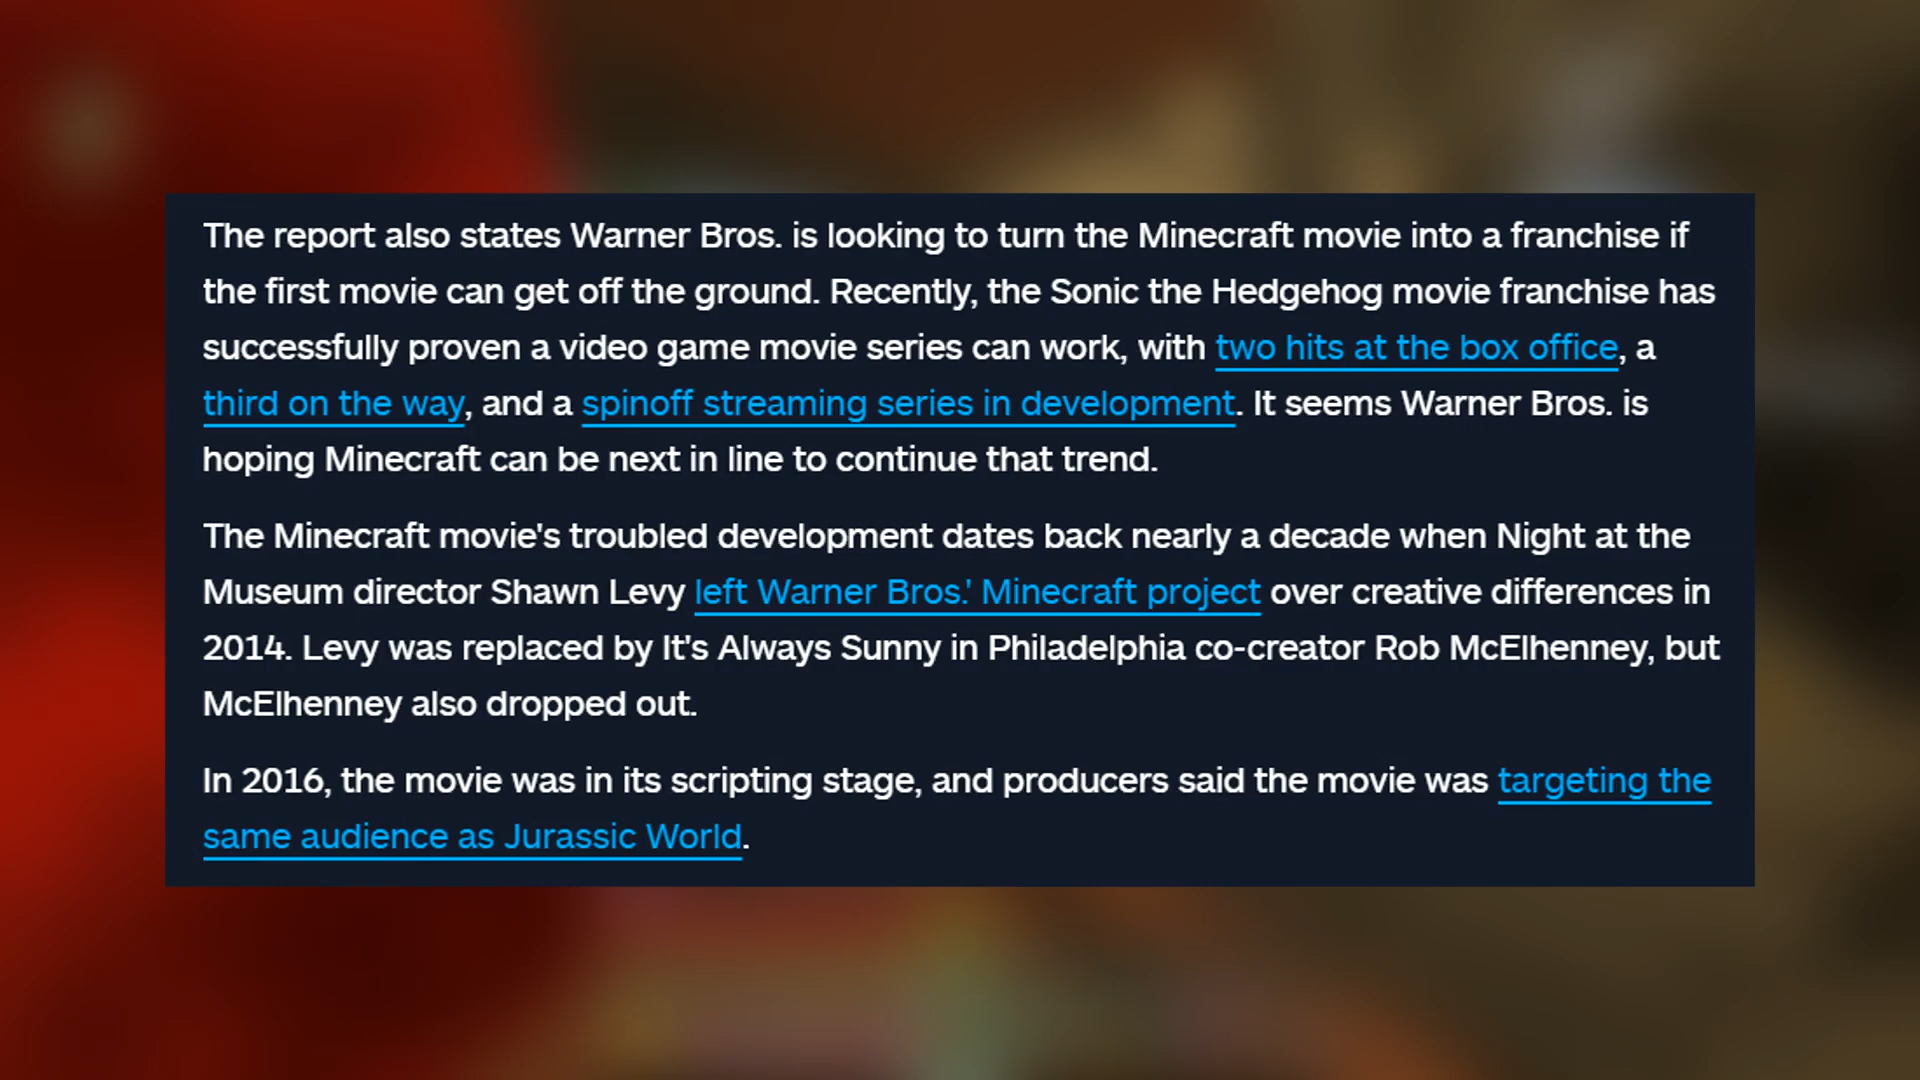 The report also states Warner Bros. is looking to turn the Minecraft movie into a franchise if
the first movie can get off the ground. Recently, the Sonic the Hedgehog movie franchise has
successfully proven a video game movie series can work, with two hits at the box office, a
third on the way, and a spinoff streaming series in development. It seems Warner Bros. is
hoping Minecraft can be next in line to continue that trend.
The Minecraft movie's troubled development dates back nearly a decade when Night at the
Museum director Shawn Levy left Warner Bros.' Minecraft project over creative differences in
2014. Levy was replaced by It's Always Sunny in Philadelphia co-creator Rob McElhenney, but
McElhenney also dropped out.
In 2016, the movie was in its scripting stage, and producers said the movie was targeting the
same audience as Jurassic World.